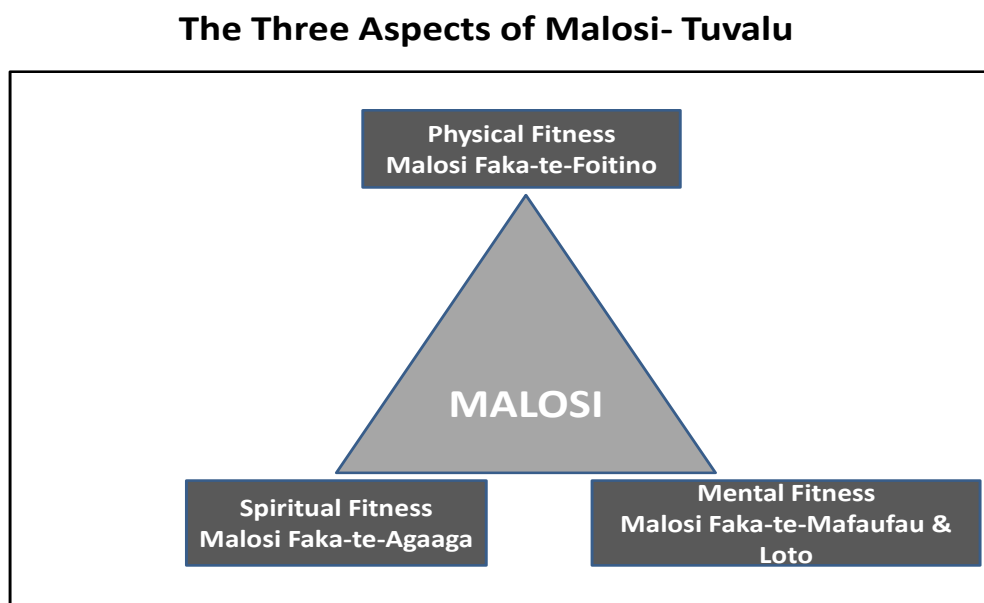 The Three Aspects of Malosi- Tuvalu
Physical Fitness
Malosi Faka-te-Foitino
MALOSI
Spiritual Fitness
Malosi Faka-te-Agaaga
Mental Fitness
Malosi Faka-te-Mafaufau &
Loto